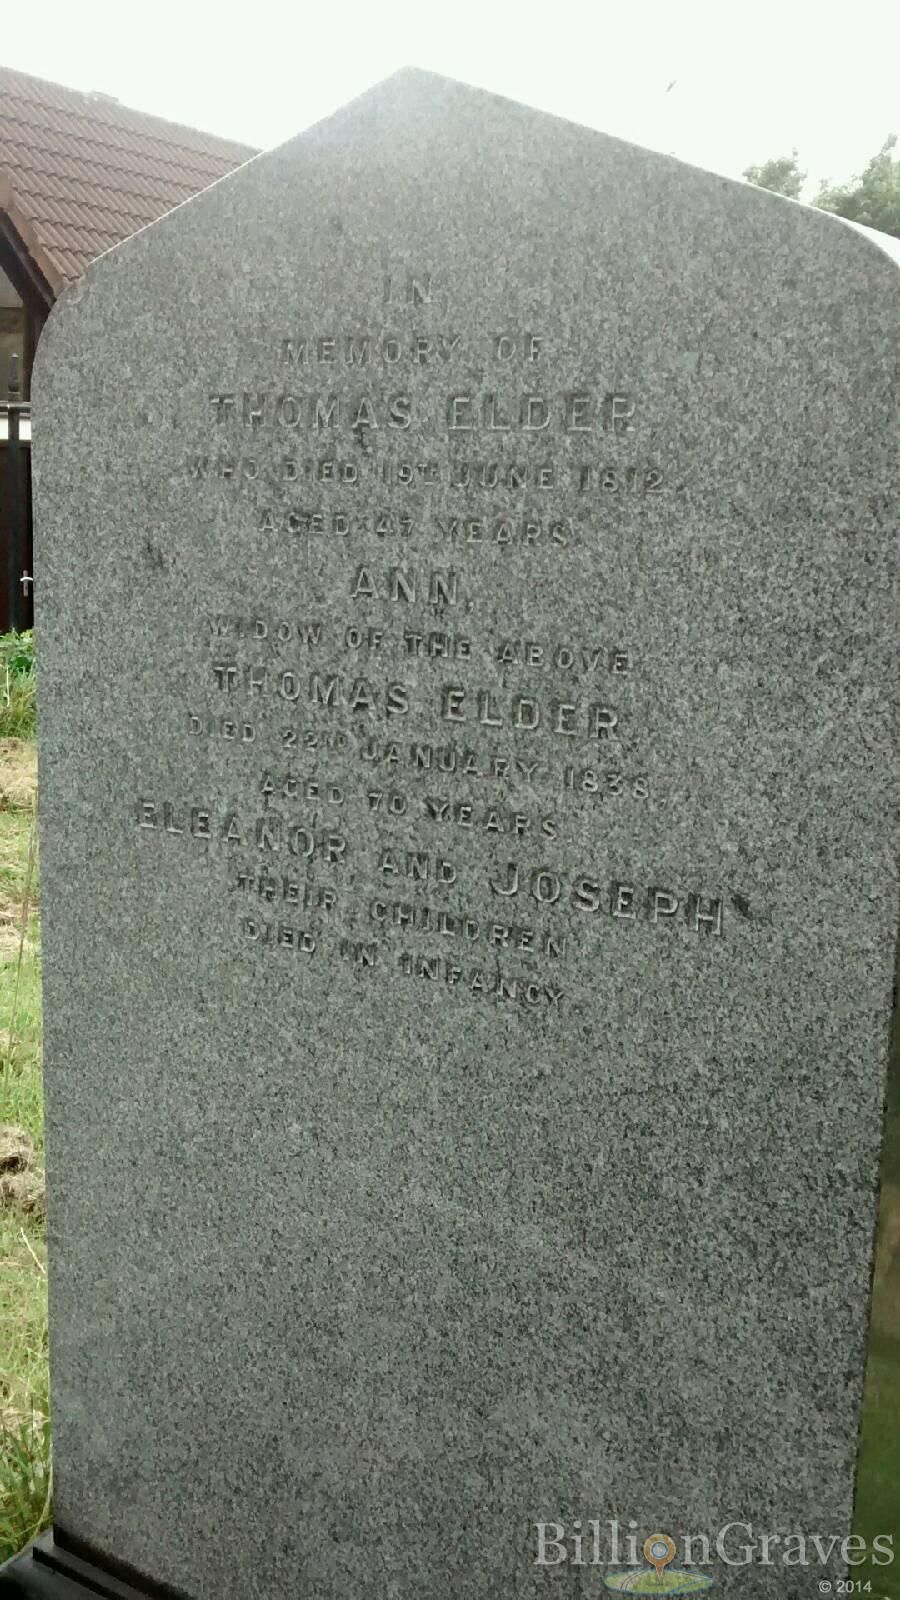 IN
MEMORY OF
THOMAS ELDER
WHO DIED 19TH JUNE 1812
AGED 47 YEARS
ANN,
WIDOW OF THE ABOVE
THOMAS ELDER
DIED 22ND JANUARY 1838,
AGED 70 YEARS
ELEANOR AND JOSEPH
THEIR CHILDREN
DIED IN INFANCY
BillionGraves
© 2014